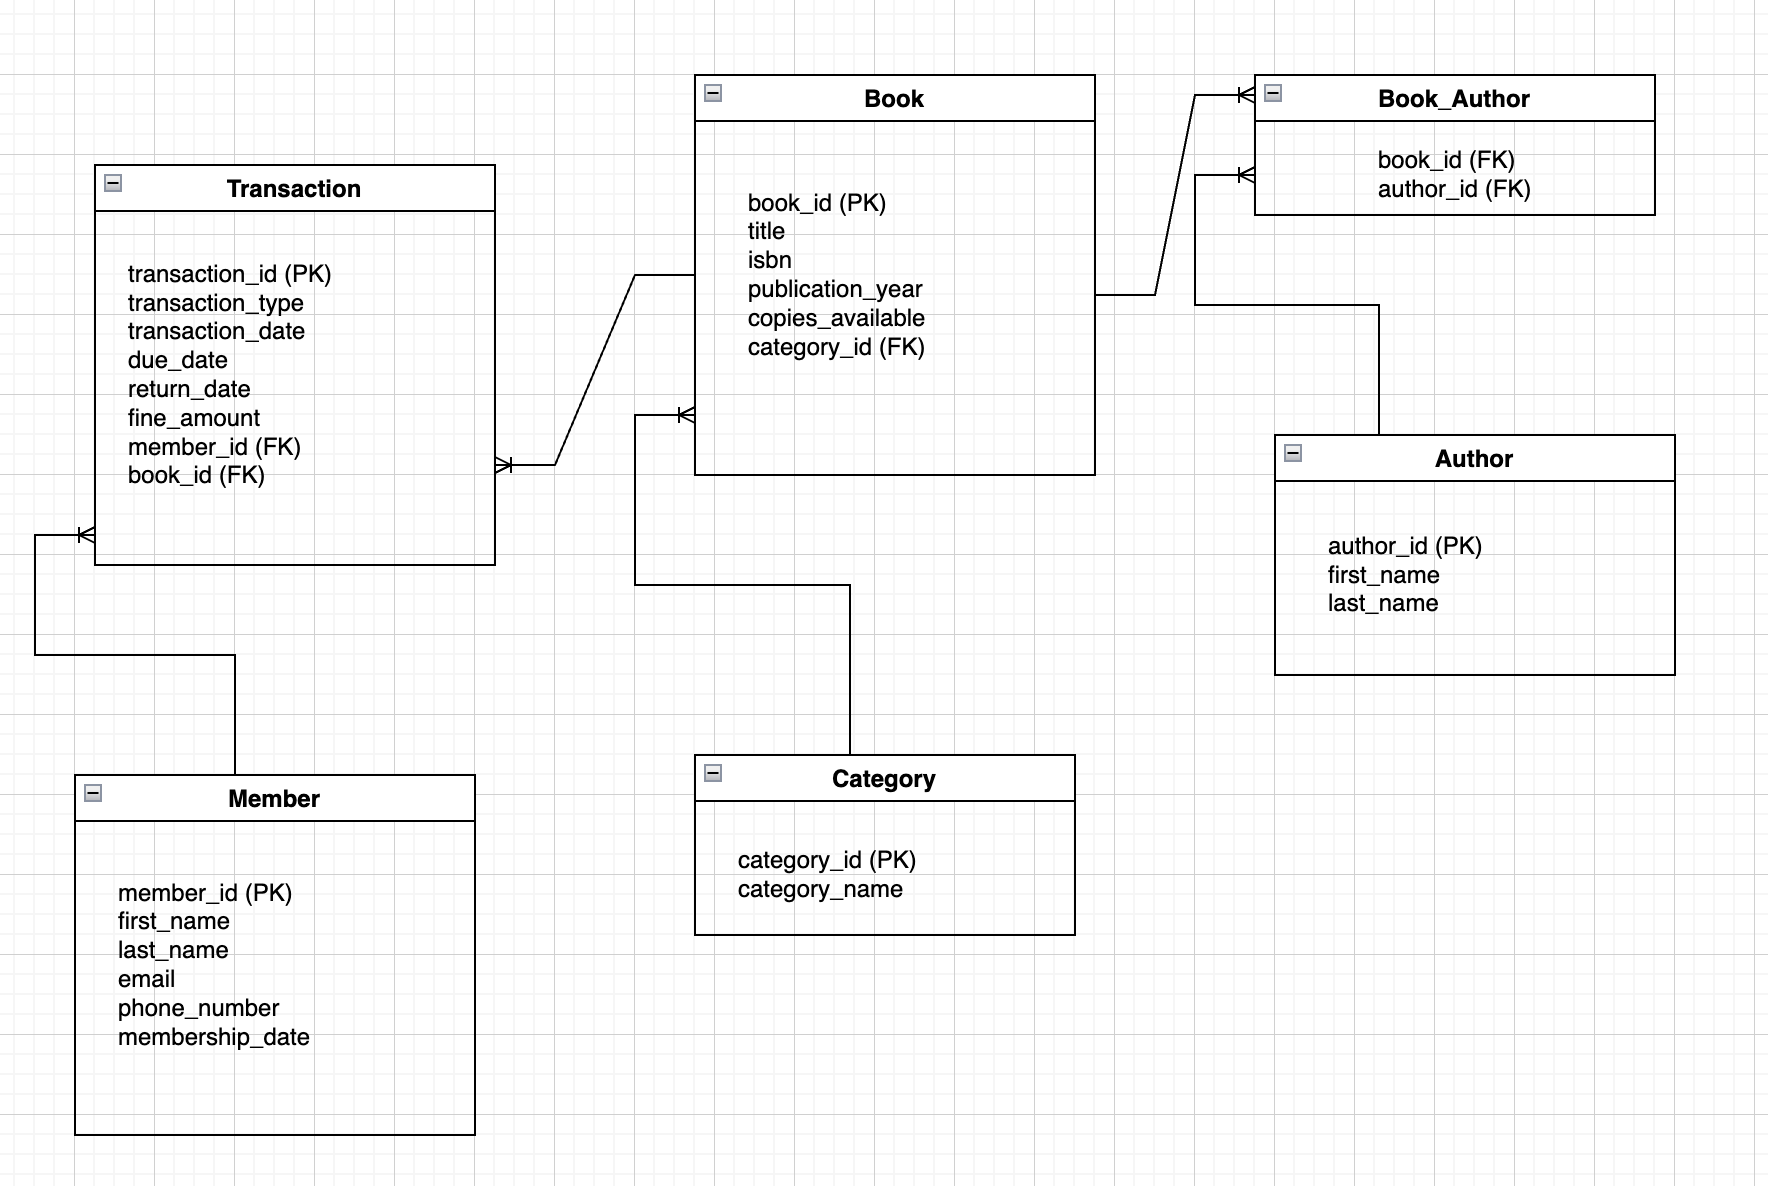 Transaction
transaction_id (PK)
transaction_type
transaction_date
due_date
return_date
fine_amount
member_id (FK)
book_id (FK)
Book
book_id (PK)
title
isbn
publication_year
copies_available
category_id (FK)
Book_Author
book_id (FK)
author_id (FK)
Author
author_id (PK)
first_name
last_name
Member
member_id (PK)
first_name
last_name
email
phone_number
membership_date
Category
category_id (PK)
category_name